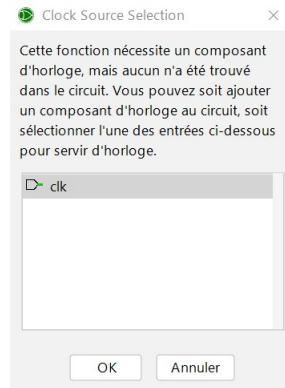 Clock Source Selection
Cette fonction nécessite un composant
d'horloge, mais aucun n'a été trouvé
dans le circuit. Vous pouvez soit ajouter
un composant d'horloge au circuit, soit
sélectionner l'une des entrées ci-dessous
pour servir d'horloge.
clk
OK Annuler